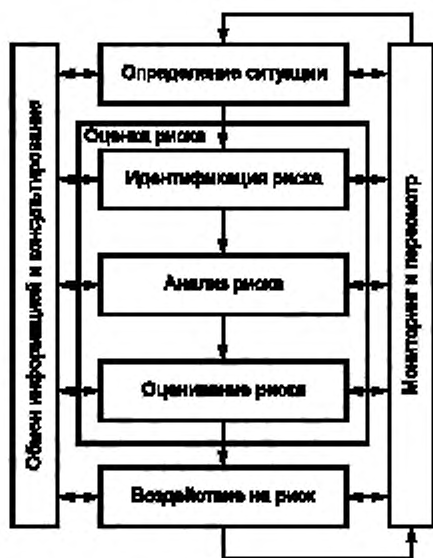 Определение ситуации
Оценка риска
Идентификация риска
Анализ риска
Оценивание риска
Воздействие на риск
Обмен информацией и консультирование
Мониторинг и пересмотр